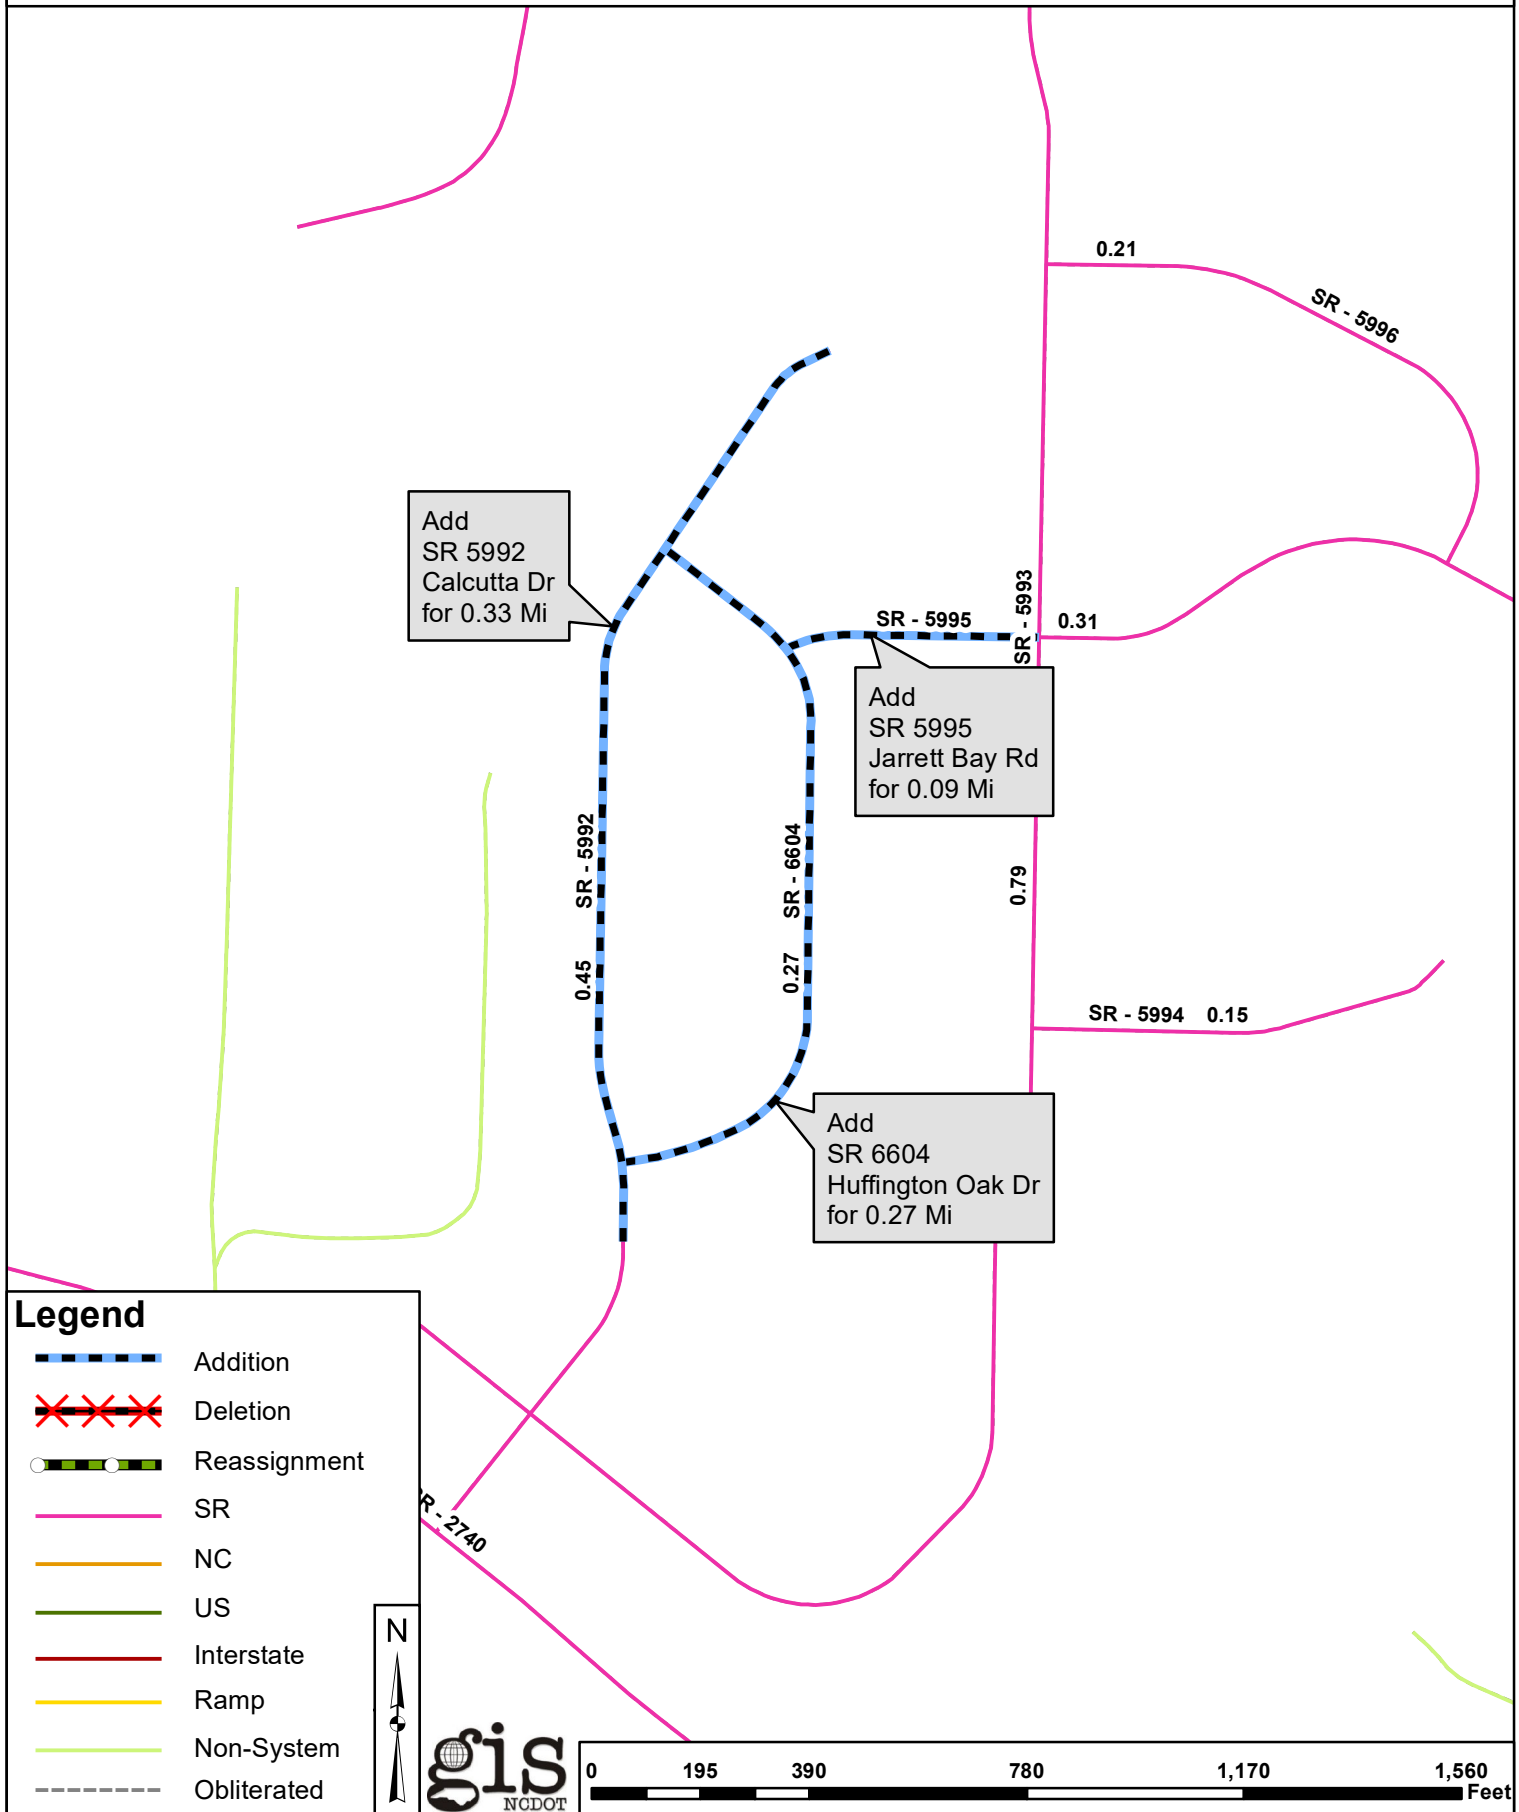 0.21
SR - 5996
Add
SR 5992
Calcutta Dr
for 0.33 Mi
SR - 5995
SR - 5993
0.31
Add
SR 5995
Jarrett Bay Rd
for 0.09 Mi
SR - 5992
SR - 6604
0.79
0.45
0.27
SR - 5994 0.15
Add
SR 6604
Huffington Oak Dr
for 0.27 Mi
Legend
Addition
Deletion
Reassignment
SR
NC
US
Interstate
Ramp
Non-System
Obliterated
SR - 2740
N
gis
NCDOT
0 195 390 780 1,170 1,560
Feet